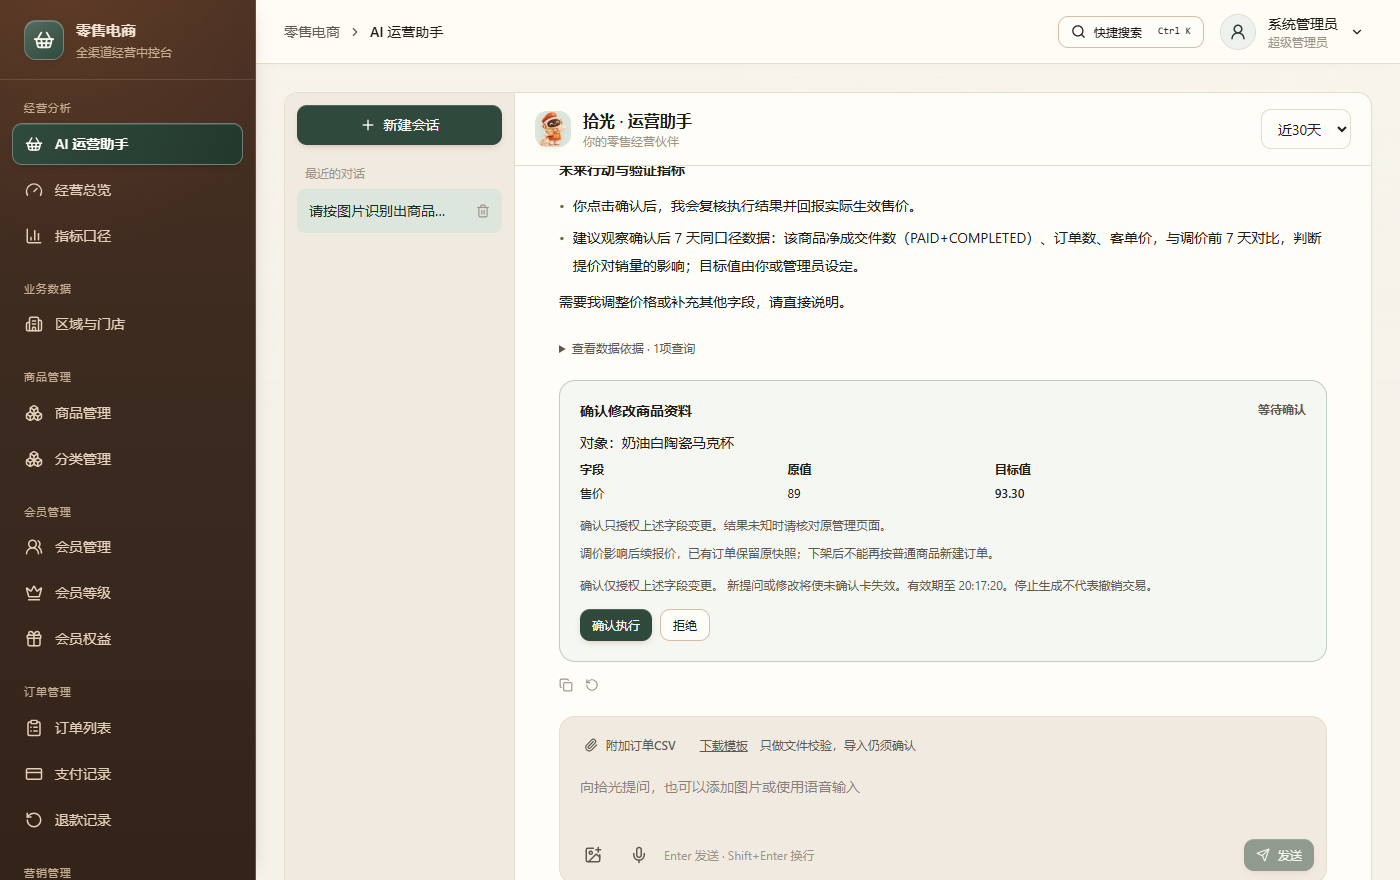 零售电商
全渠道经营中控台
经营分析
AI 运营助手
经营总览
指标口径
业务数据
区域与门店
商品管理
商品管理
分类管理
会员管理
会员管理
会员等级
会员权益
订单管理
订单列表
支付记录
退款记录
营销管理
零售电商 > AI 运营助手
快捷搜索 Ctrl K
系统管理员
超级管理员
新建会话
最近的对话
请按图片识别出商品...
拾光 · 运营助手
你的零售经营伙伴
近30天
未来行动与验证指标
• 你点击确认后，我会复核执行结果并回报实际生效售价。
• 建议观察确认后 7 天同口径数据：该商品净成交件数（PAID+COMPLETED）、订单数、客单价，与调价前 7 天对比，判断
提价对销量的影响；目标值由你或管理员设定。
需要我调整价格或补充其他字段，请直接说明。
查看数据依据 · 1项查询
确认修改商品资料 等待确认
对象：奶油白陶瓷马克杯
字段 原值 目标值
售价 89 93.30
确认只授权上述字段变更。结果未知时请核对原管理页面。
调价影响后续报价，已有订单保留原快照；下架后不能再按普通商品新建订单。
确认仅授权上述字段变更。 新提问或修改将使未确认卡失效。有效期至 20:17:20。停止生成不代表撤销交易。
确认执行 拒绝
附加订单CSV 下载模板 只做文件校验，导入仍须确认
向拾光提问，也可以添加图片或使用语音输入
Enter 发送 · Shift+Enter 换行
发送